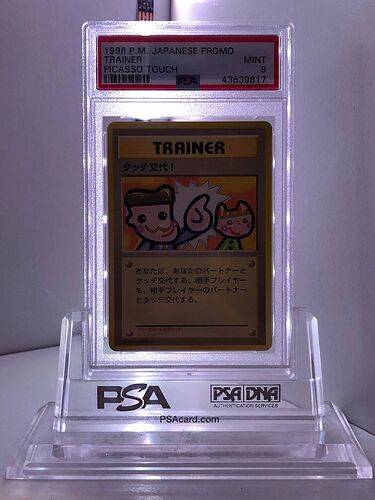 1998 P.M. JAPANESE PROMO
TRAINER MINT
PICASSO TOUCH 9
PSA 43639817
TRAINER
タッチ交代！
あなたは、あなたのパートナーと
タッチ交代する。相手プレイヤー
も、相手プレイヤーのパートナー
とタッチ交代する。
PSA
PSA DNA
AUTHENTICATION SERVICES
PSAcard.com